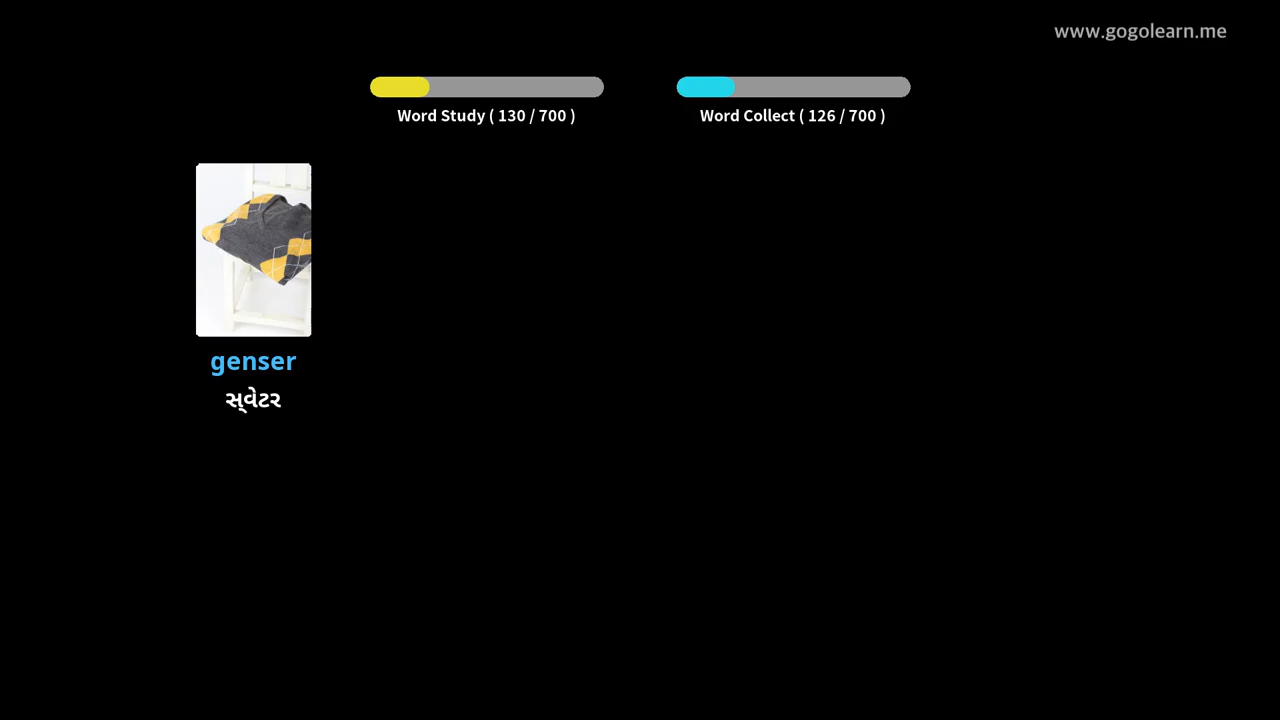 www.gogolearn.me
Word Study ( 130 / 700 )
Word Collect ( 126 / 700 )
genser
સ્વેટર